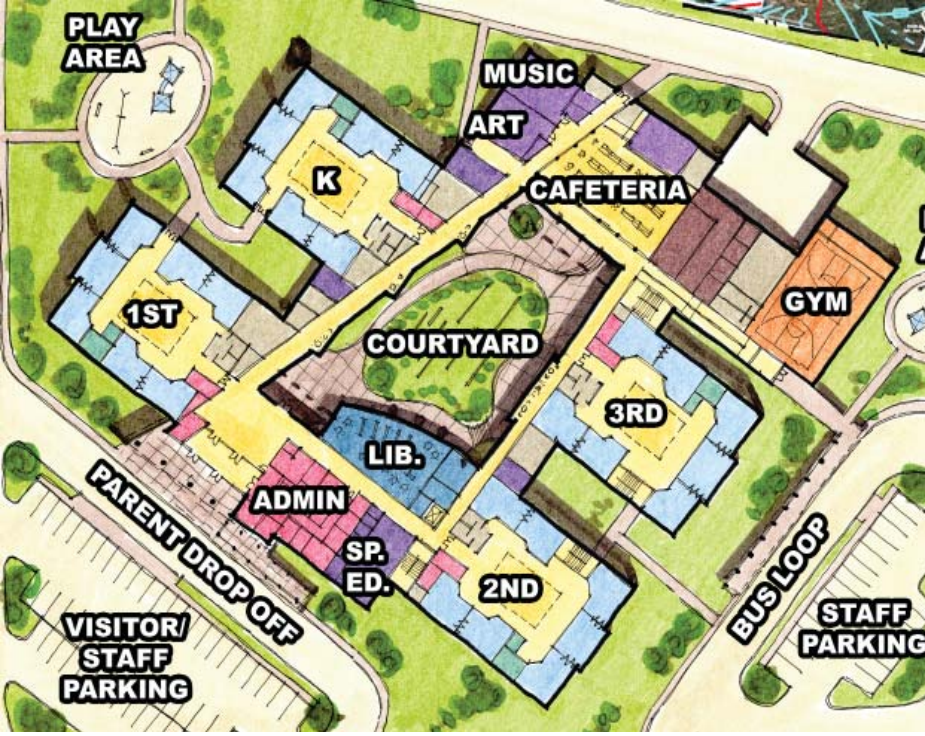 PLAY
AREA
MUSIC
ART
K
CAFETERIA
1ST
GYM
COURTYARD
3RD
LIB.
ADMIN
SP.
ED.
2ND
PARENT DROP OFF
BUS LOOP
VISITOR/
STAFF
PARKING
STAFF
PARKING